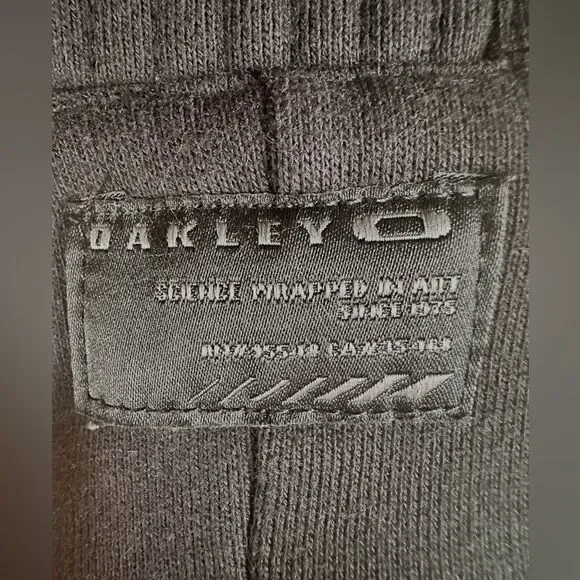 OAKLEY
SCIENCE WRAPPED IN ART
SINCE 1975